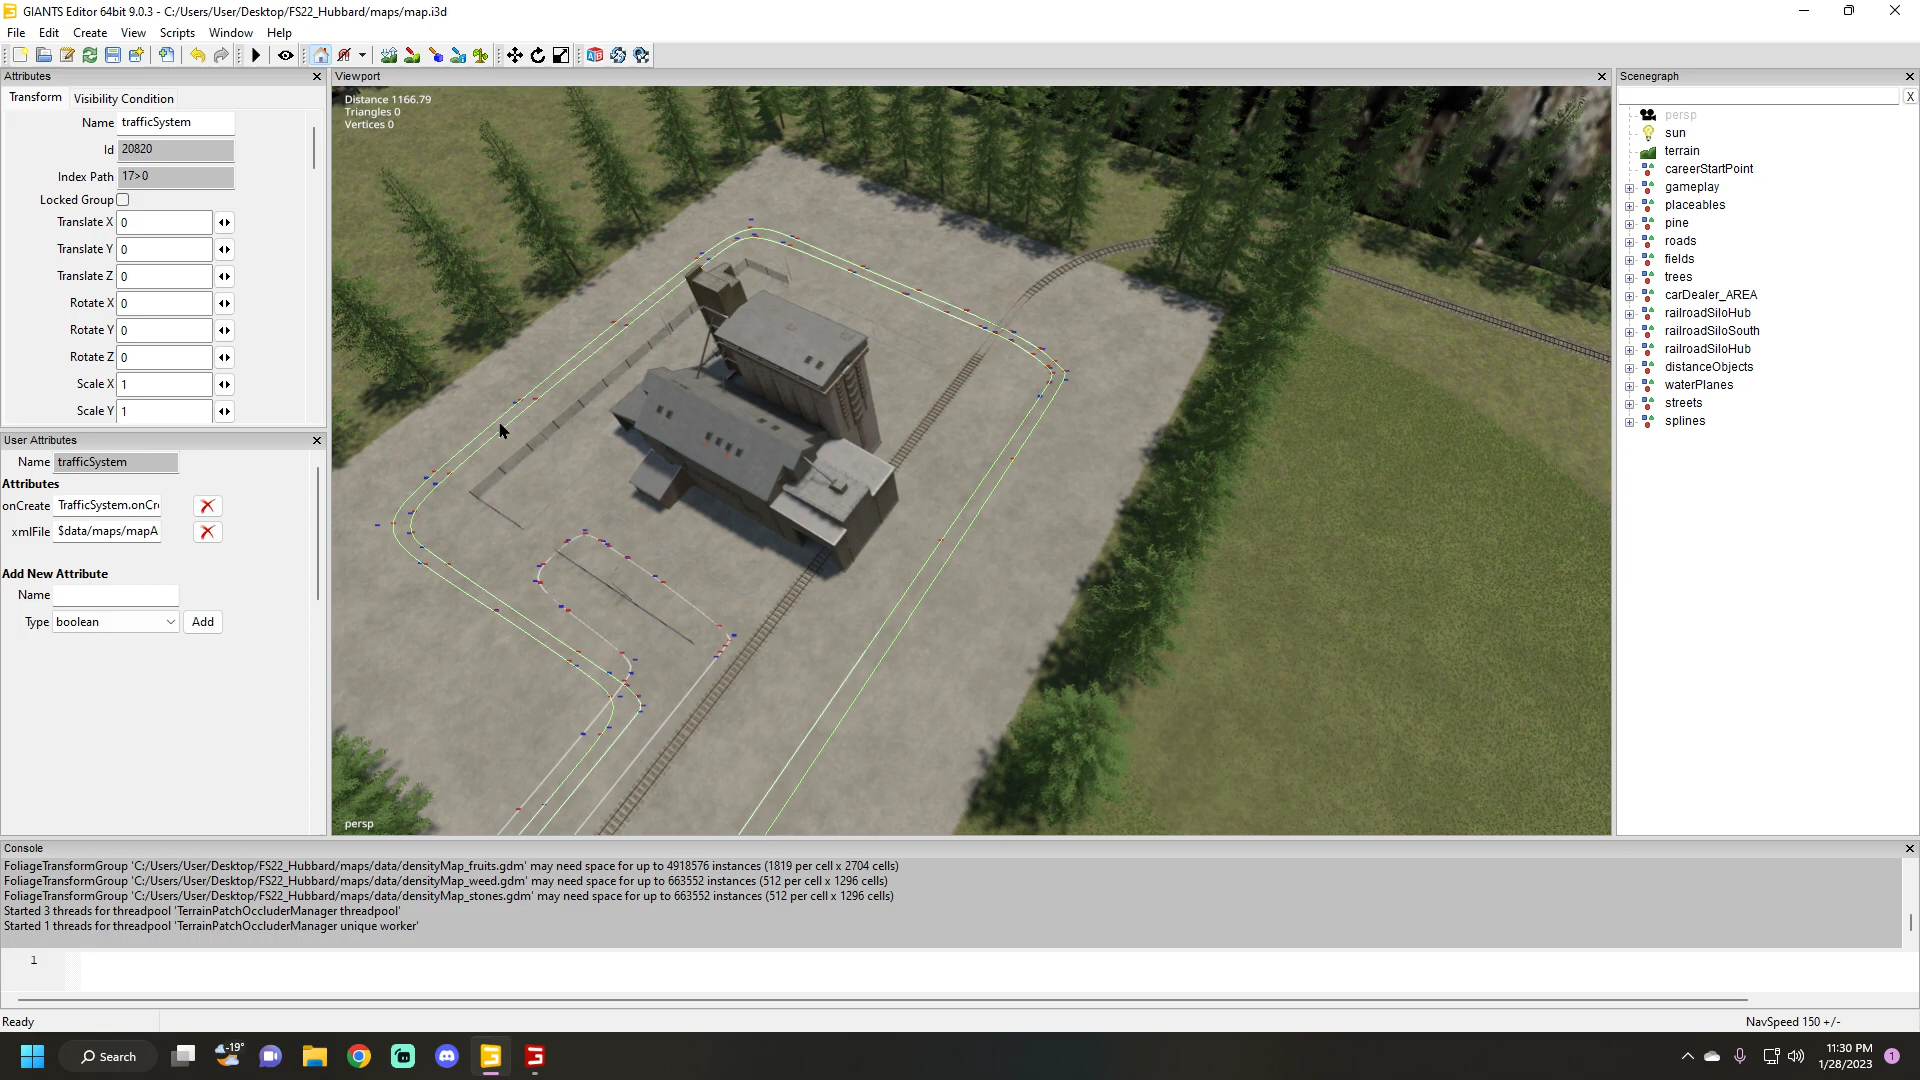 GIANTS Editor 64bit 9.0.3 - C:/Users/User/Desktop/FS22_Hubbard/maps/map.i3d
File Edit Create View Scripts Window Help
Attributes
Transform Visibility Condition
Name trafficSystem
Id 20820
Index Path 17>0
Locked Group
Translate X 0
Translate Y 0
Translate Z 0
Rotate X 0
Rotate Y 0
Rotate Z 0
Scale X 1
Scale Y 1
User Attributes
Name trafficSystem
Attributes
onCreate TrafficSystem.onCr
xmlFile $data/maps/mapA
Add New Attribute
Name
Type boolean Add
Viewport
Distance 1166.79
Triangles 0
Vertices 0
persp
Scenegraph
X
persp
sun
terrain
careerStartPoint
gameplay
placeables
pine
roads
fields
trees
carDealer_AREA
railroadSiloHub
railroadSiloSouth
railroadSiloHub
distanceObjects
waterPlanes
streets
splines
Console
FoliageTransformGroup 'C:/Users/User/Desktop/FS22_Hubbard/maps/data/densityMap_fruits.gdm' may need space for up to 4918576 instances (1819 per cell x 2704 cells)
FoliageTransformGroup 'C:/Users/User/Desktop/FS22_Hubbard/maps/data/densityMap_weed.gdm' may need space for up to 663552 instances (512 per cell x 1296 cells)
FoliageTransformGroup 'C:/Users/User/Desktop/FS22_Hubbard/maps/data/densityMap_stones.gdm' may need space for up to 663552 instances (512 per cell x 1296 cells)
Started 3 threads for threadpool 'TerrainPatchOccluderManager threadpool'
Started 1 threads for threadpool 'TerrainPatchOccluderManager unique worker'
1
Ready
NavSpeed 150 +/-
Search
-19°
11:30 PM
1/28/2023
1